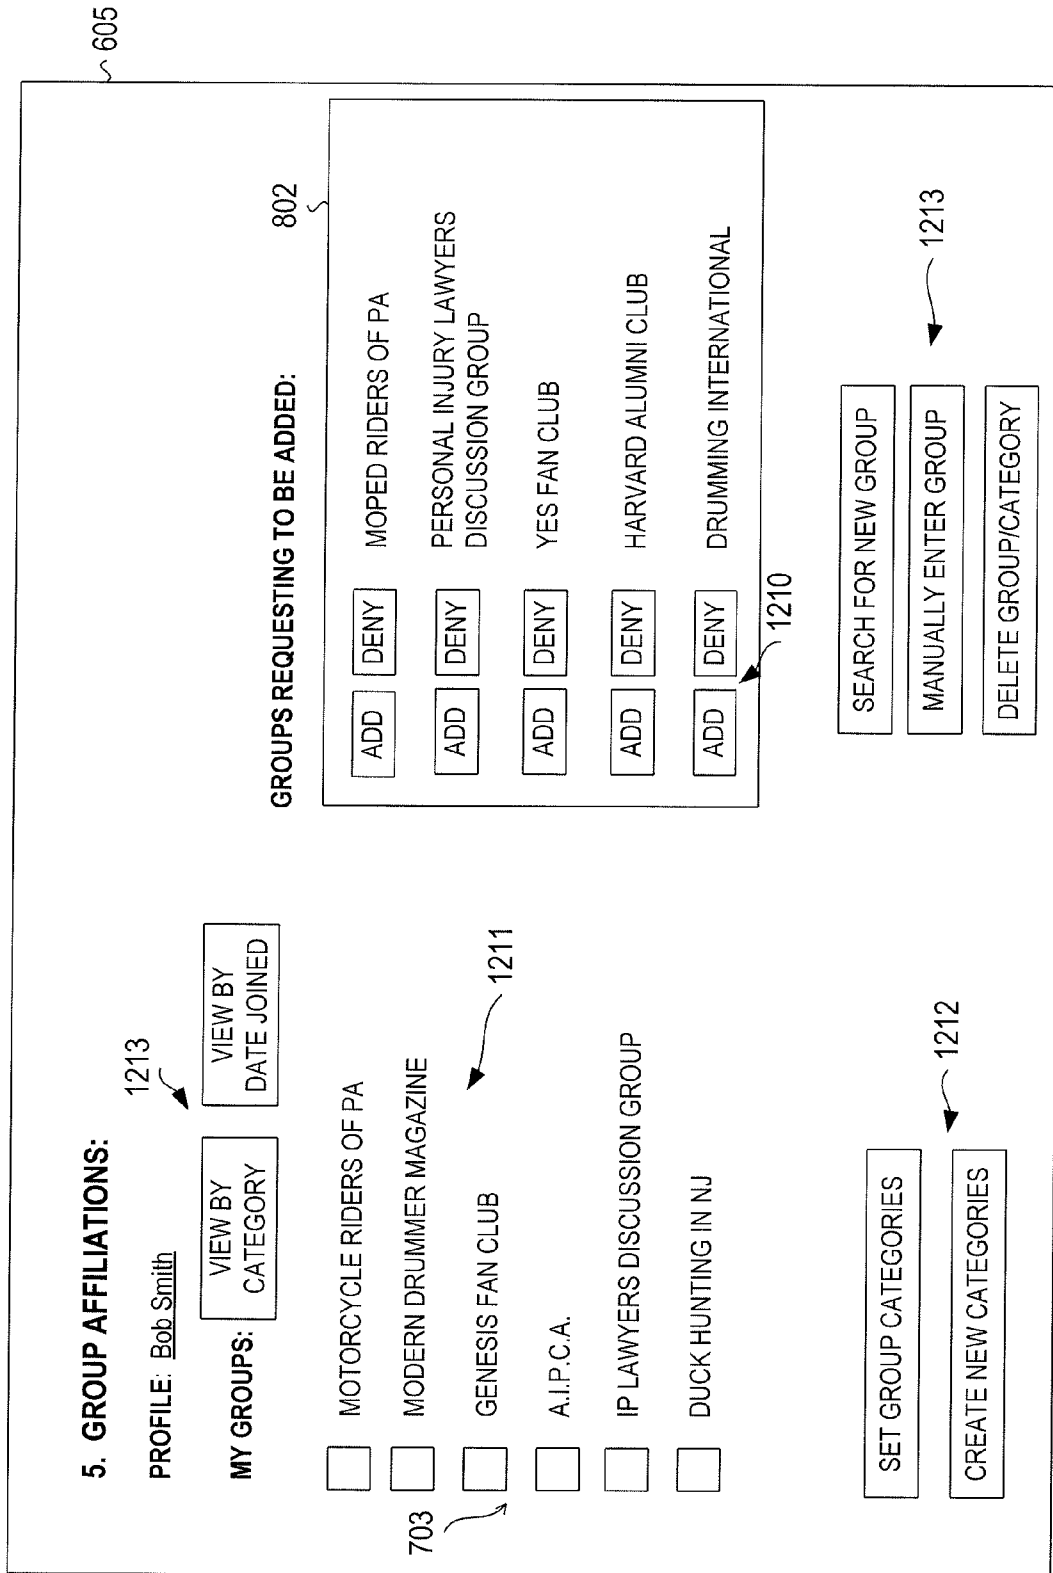 605
5. GROUP AFFILIATIONS:
PROFILE: Bob Smith
1213
MY GROUPS:
VIEW BY
CATEGORY
VIEW BY
DATE JOINED
MOTORCYCLE RIDERS OF PA
MODERN DRUMMER MAGAZINE
GENESIS FAN CLUB
A.I.P.C.A.
IP LAWYERS DISCUSSION GROUP
DUCK HUNTING IN NJ
703
1211
SET GROUP CATEGORIES
CREATE NEW CATEGORIES
1212
GROUPS REQUESTING TO BE ADDED:
802
ADD DENY MOPED RIDERS OF PA
ADD DENY PERSONAL INJURY LAWYERS
DISCUSSION GROUP
ADD DENY YES FAN CLUB
ADD DENY HARVARD ALUMNI CLUB
ADD DENY DRUMMING INTERNATIONAL
1210
SEARCH FOR NEW GROUP
MANUALLY ENTER GROUP
DELETE GROUP/CATEGORY
1213